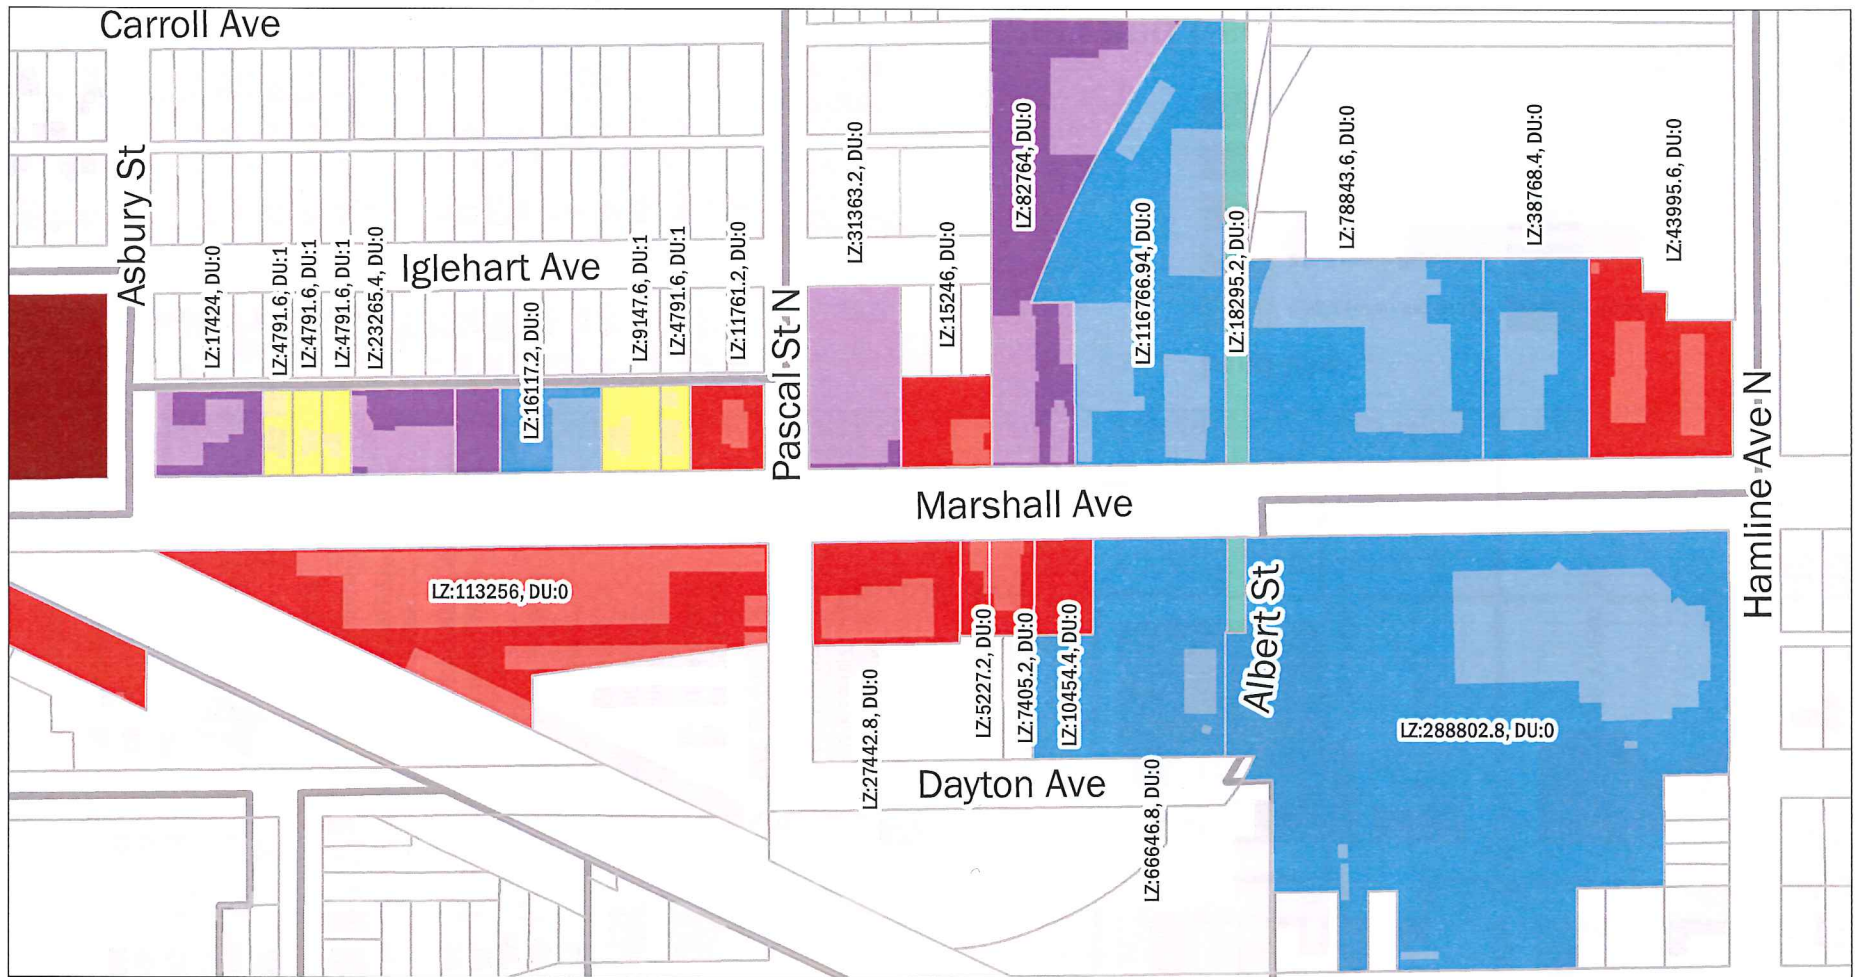 Carroll Ave
Asbury St
Iglehart Ave
Pascal St N
LZ:17424, DU:0
LZ:4791.6, DU:1
LZ:4791.6, DU:1
LZ:4791.6, DU:1
LZ:23265.4, DU:0
LZ:16117.2, DU:0
LZ:9147.6, DU:1
LZ:4791.6, DU:1
LZ:11761.2, DU:0
LZ:31363.2, DU:0
LZ:15246, DU:0
LZ:82764, DU:0
LZ:116766.94, DU:0
LZ:18295.2, DU:0
LZ:78843.6, DU:0
LZ:38768.4, DU:0
LZ:43995.6, DU:0
Marshall Ave
Hamline Ave N
LZ:113256, DU:0
LZ:27442.8, DU:0
LZ:5227.2, DU:0
LZ:7405.2, DU:0
LZ:10454.4, DU:0
LZ:66646.8, DU:0
Albert St
LZ:288802.8, DU:0
Dayton Ave